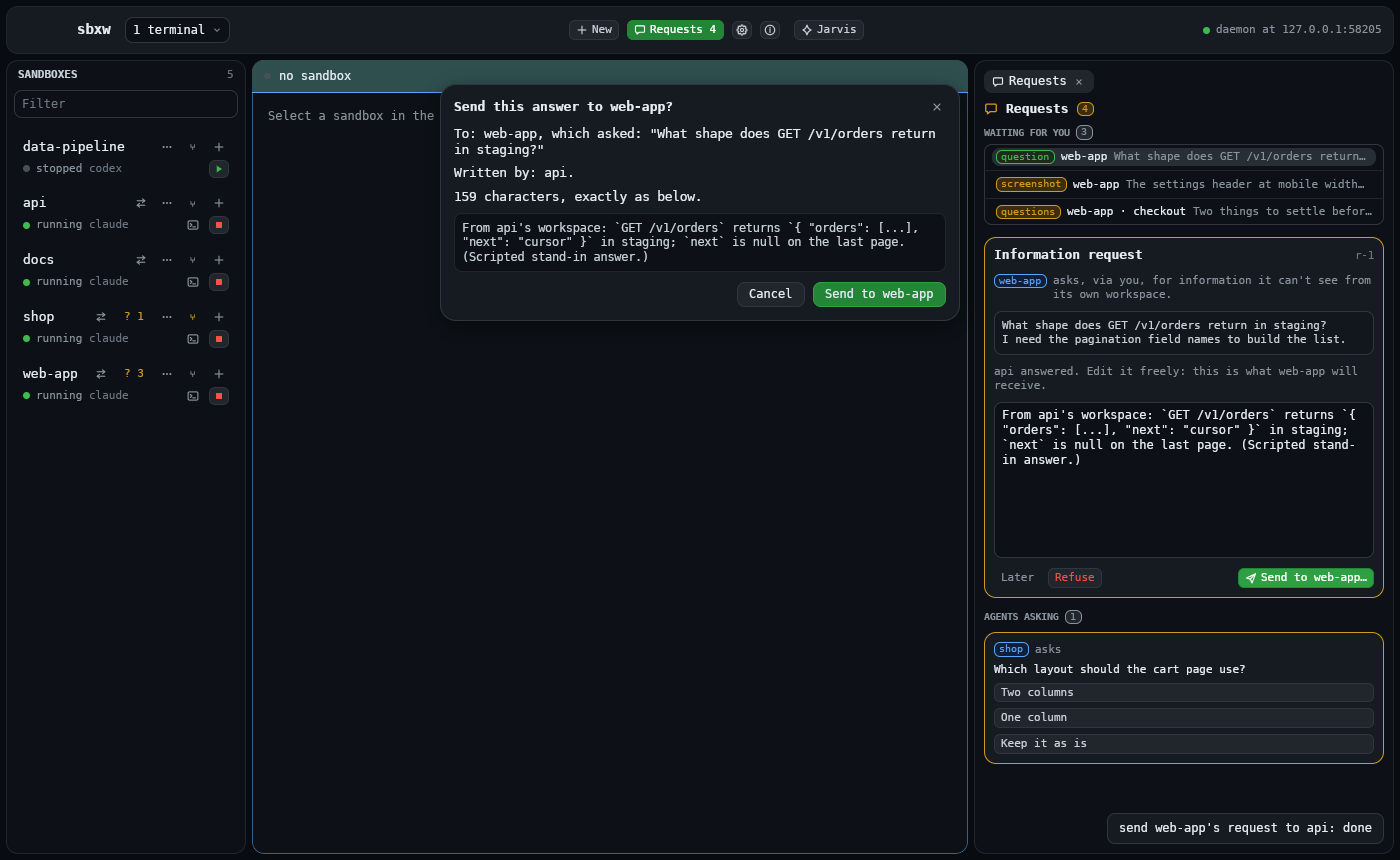 sbxw
1 terminal
New
Requests 4
Jarvis
daemon at 127.0.0.1:58205
SANDBOXES 5
Filter
data-pipeline
stopped codex
api
running claude
docs
running claude
shop ? 1
running claude
web-app ? 3
running claude
no sandbox
Select a sandbox in the
Send this answer to web-app?
To: web-app, which asked: "What shape does GET /v1/orders return
in staging?"
Written by: api.
159 characters, exactly as below.
From api's workspace: `GET /v1/orders` returns `{ "orders": [...],
"next": "cursor" }` in staging; `next` is null on the last page.
(Scripted stand-in answer.)
Cancel
Send to web-app
Requests
Requests 4
WAITING FOR YOU 3
question web-app What shape does GET /v1/orders return…
screenshot web-app The settings header at mobile width…
questions web-app · checkout Two things to settle befor…
Information request r-1
web-app asks, via you, for information it can't see from
its own workspace.
What shape does GET /v1/orders return in staging?
I need the pagination field names to build the list.
api answered. Edit it freely: this is what web-app will
receive.
From api's workspace: `GET /v1/orders` returns `{
"orders": [...], "next": "cursor" }` in staging;
`next` is null on the last page. (Scripted stand-
in answer.)
Later
Refuse
Send to web-app…
AGENTS ASKING 1
shop asks
Which layout should the cart page use?
Two columns
One column
Keep it as is
send web-app's request to api: done